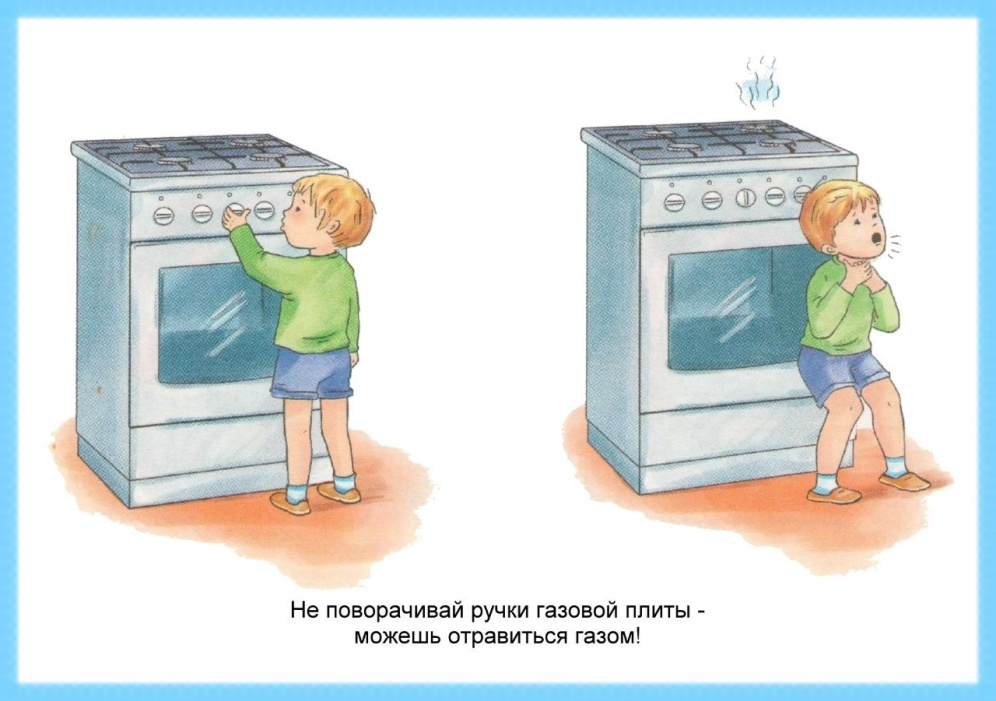 Не поворачивай ручки газовой плиты -
можешь отравиться газом!